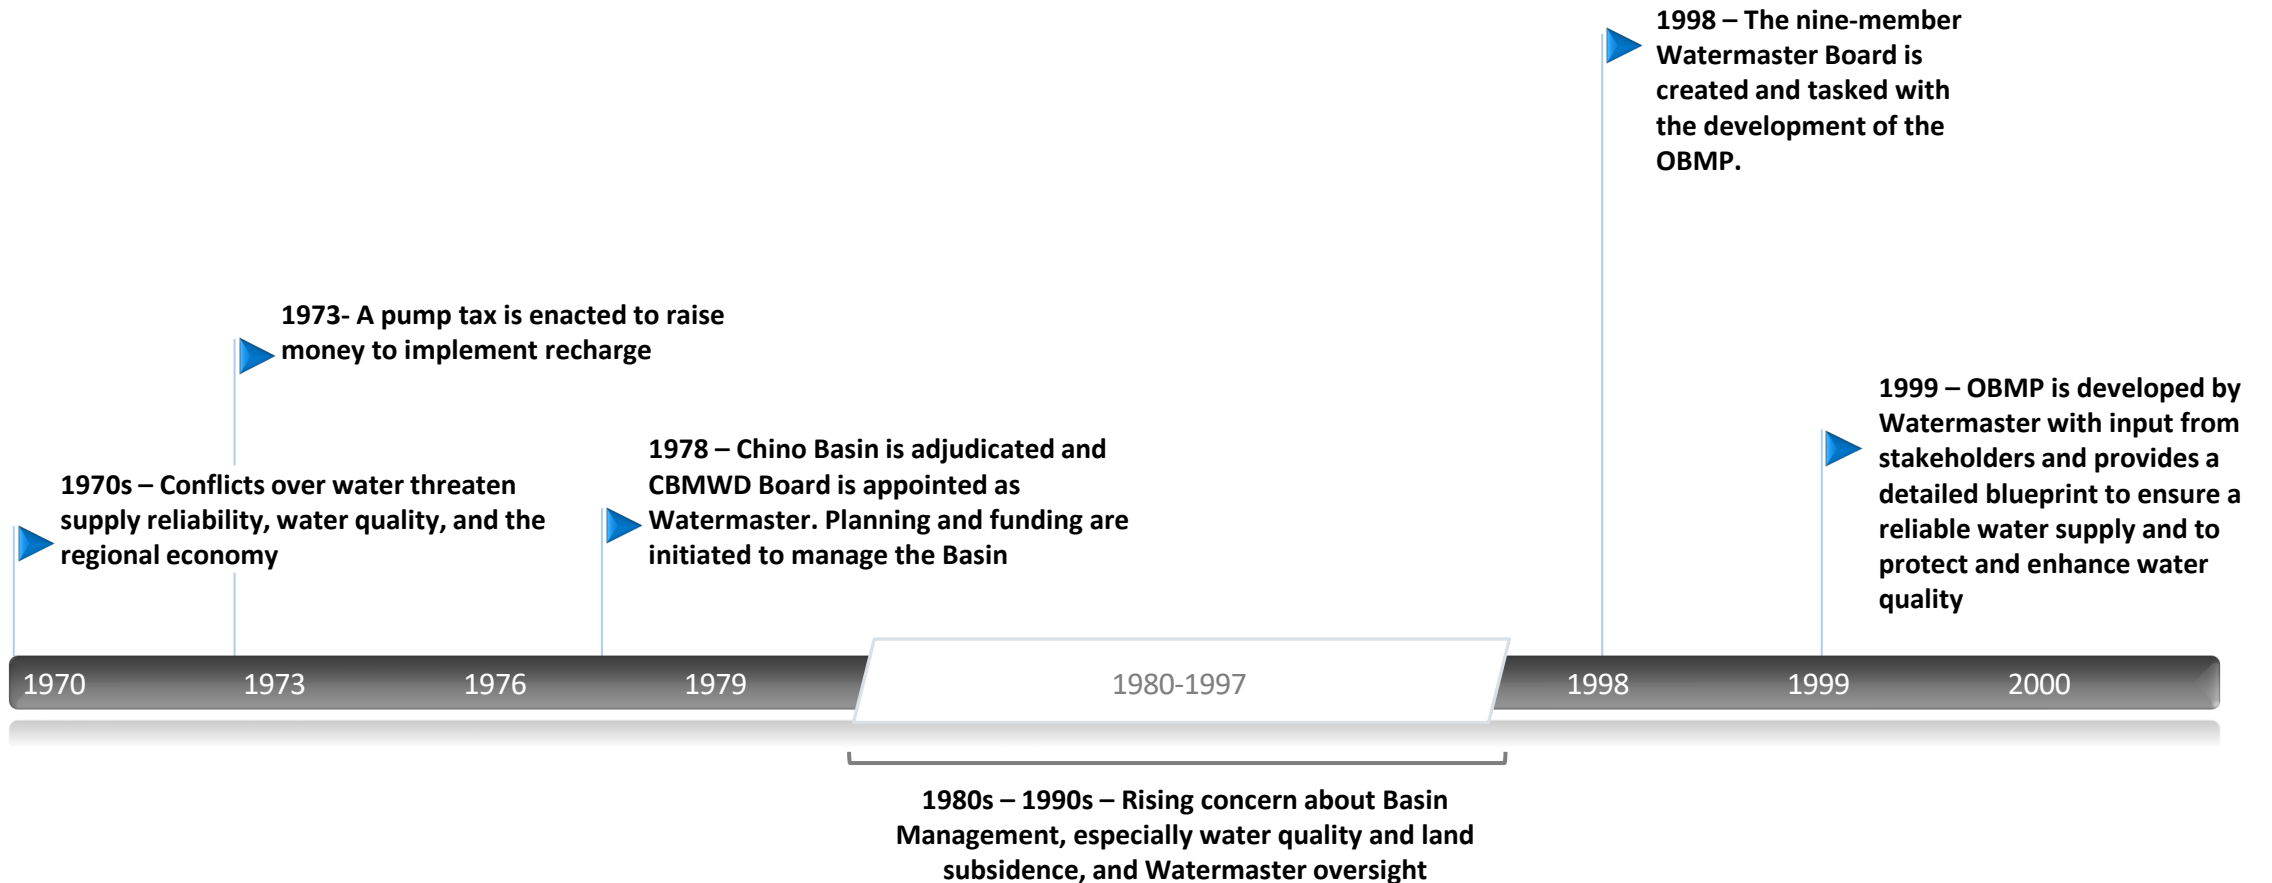 1998 – The nine-member
Watermaster Board is
created and tasked with
the development of the
OBMP.
1973- A pump tax is enacted to raise
money to implement recharge
1999 – OBMP is developed by
Watermaster with input from
stakeholders and provides a
detailed blueprint to ensure a
reliable water supply and to
protect and enhance water
quality
1978 – Chino Basin is adjudicated and
CBMWD Board is appointed as
Watermaster. Planning and funding are
initiated to manage the Basin
1970s – Conflicts over water threaten
supply reliability, water quality, and the
regional economy
1970 1973 1976 1979 1980-1997 1998 1999 2000
1980s – 1990s – Rising concern about Basin
Management, especially water quality and land
subsidence, and Watermaster oversight